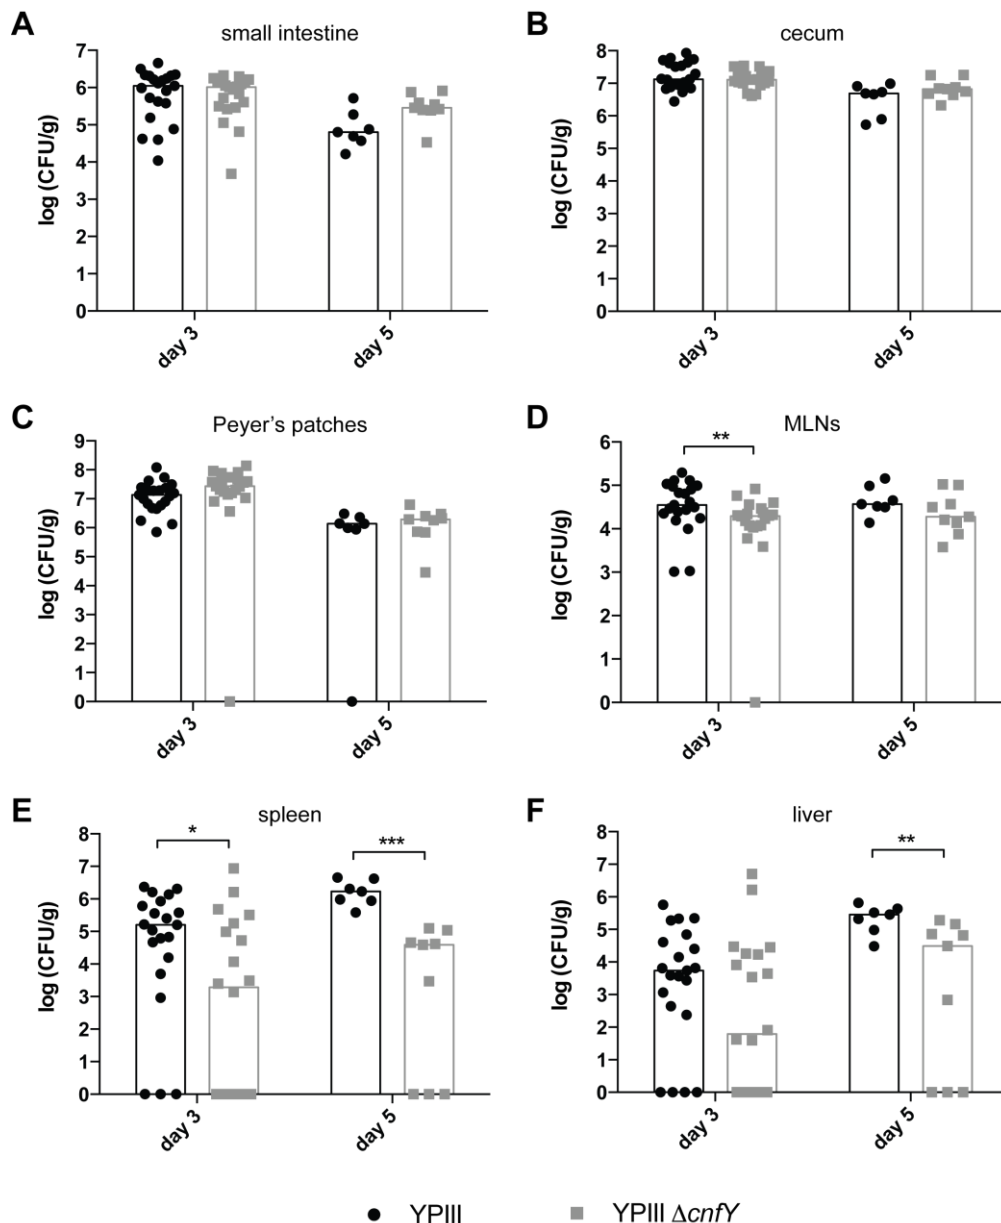 A
small intestine
log (CFU/g)
7
6
5
4
3
2
1
0
day 3
day 5
B
cecum
log (CFU/g)
8
7
6
5
4
3
2
1
0
day 3
day 5
C
Peyer’s patches
log (CFU/g)
9
8
7
6
5
4
3
2
1
0
day 3
day 5
D
MLNs
log (CFU/g)
6
5
4
3
2
1
0
**
day 3
day 5
E
spleen
log (CFU/g)
8
7
6
5
4
3
2
1
0
*
***
day 3
day 5
F
liver
log (CFU/g)
8
7
6
5
4
3
2
1
0
**
day 3
day 5
YPIII
YPIII ΔcnfY